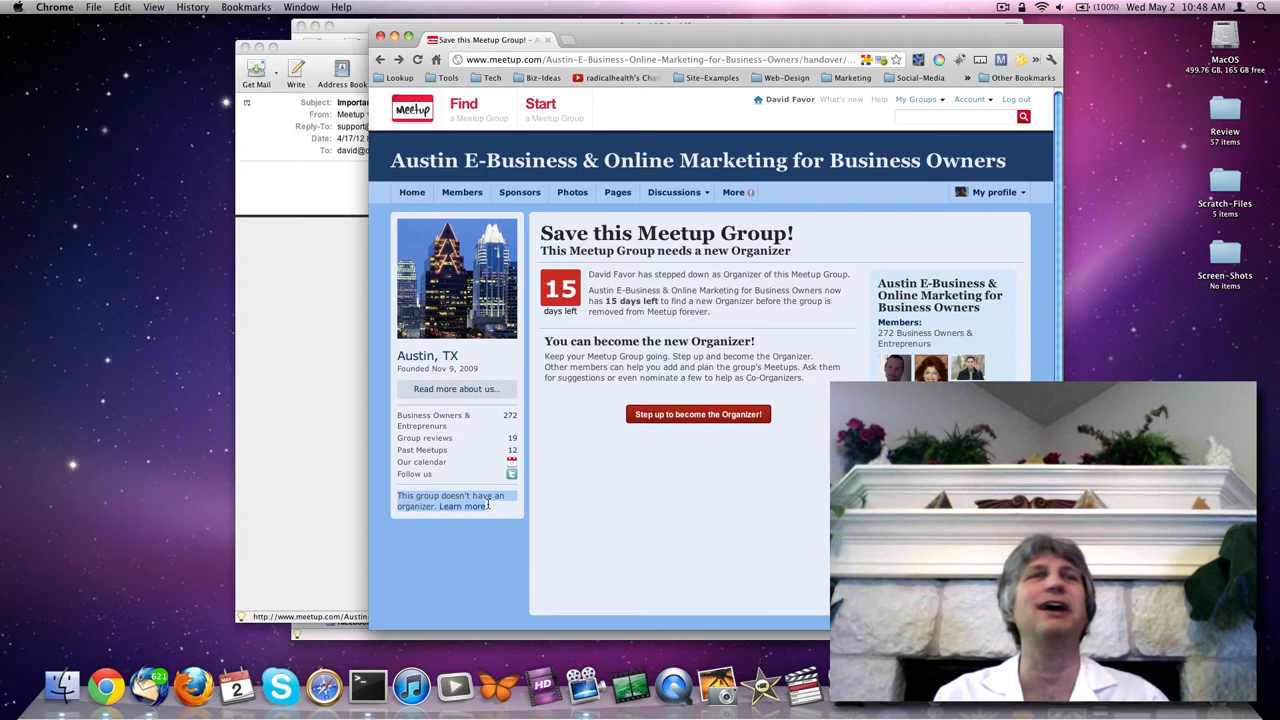 Chrome File Edit View History Bookmarks Window Help
(100%) Wed May 2 10:48 AM
Save this Meetup Group! – A
www.meetup.com/Austin-E-Business-Online-Marketing-for-Business-Owners/handover/...
Lookup Tools Tech Biz-Ideas radicalhealth's Chan Site-Examples Web-Design Marketing Social-Media » Other Bookmarks
Get Mail Write Address Book
Subject: Important
From: Meetup
Reply-To: support@
Date: 4/17/12
To: david@d
Meetup
Find
a Meetup Group
Start
a Meetup Group
David Favor What's new Help My Groups Account Log out
Austin E-Business & Online Marketing for Business Owners
Home Members Sponsors Photos Pages Discussions More My profile
Austin, TX
Founded Nov 9, 2009
Read more about us...
Business Owners & 272
Entreprenurs
Group reviews 19
Past Meetups 12
Our calendar
Follow us
This group doesn't have an
organizer. Learn more.
Save this Meetup Group!
This Meetup Group needs a new Organizer
15
days left
David Favor has stepped down as Organizer of this Meetup Group.
Austin E-Business & Online Marketing for Business Owners now
has 15 days left to find a new Organizer before the group is
removed from Meetup forever.
You can become the new Organizer!
Keep your Meetup Group going. Step up and become the Organizer.
Other members can help you add and plan the group's Meetups. Ask them
for suggestions or even nominate a few to help as Co-Organizers.
Step up to become the Organizer!
Austin E-Business &
Online Marketing for
Business Owners
Members:
272 Business Owners &
Entreprenurs
MacOS
499.76 GB, 165 GB free
Review
57 items
Scratch-Files
5 items
Screen-Shots
No items
http://www.meetup.com/Austin
621
MAY
2
HD